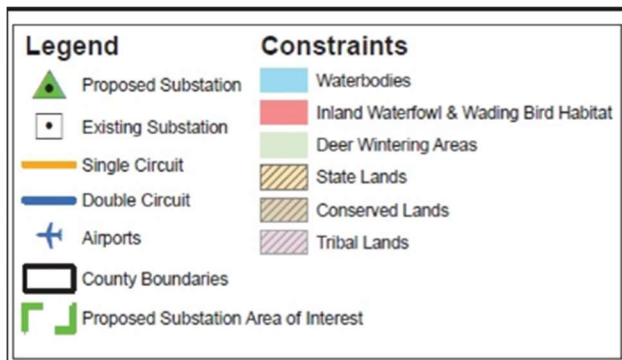 Legend
Proposed Substation
Existing Substation
Single Circuit
Double Circuit
Airports
County Boundaries
Proposed Substation Area of Interest
Constraints
Waterbodies
Inland Waterfowl & Wading Bird Habitat
Deer Wintering Areas
State Lands
Conserved Lands
Tribal Lands